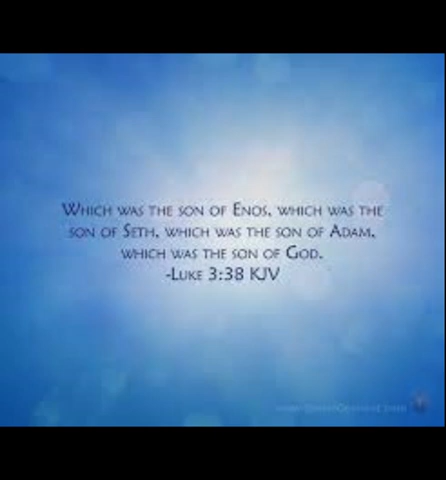 Which was the son of Enos, which was the
son of Seth, which was the son of Adam,
which was the son of God.
-Luke 3:38 KJV